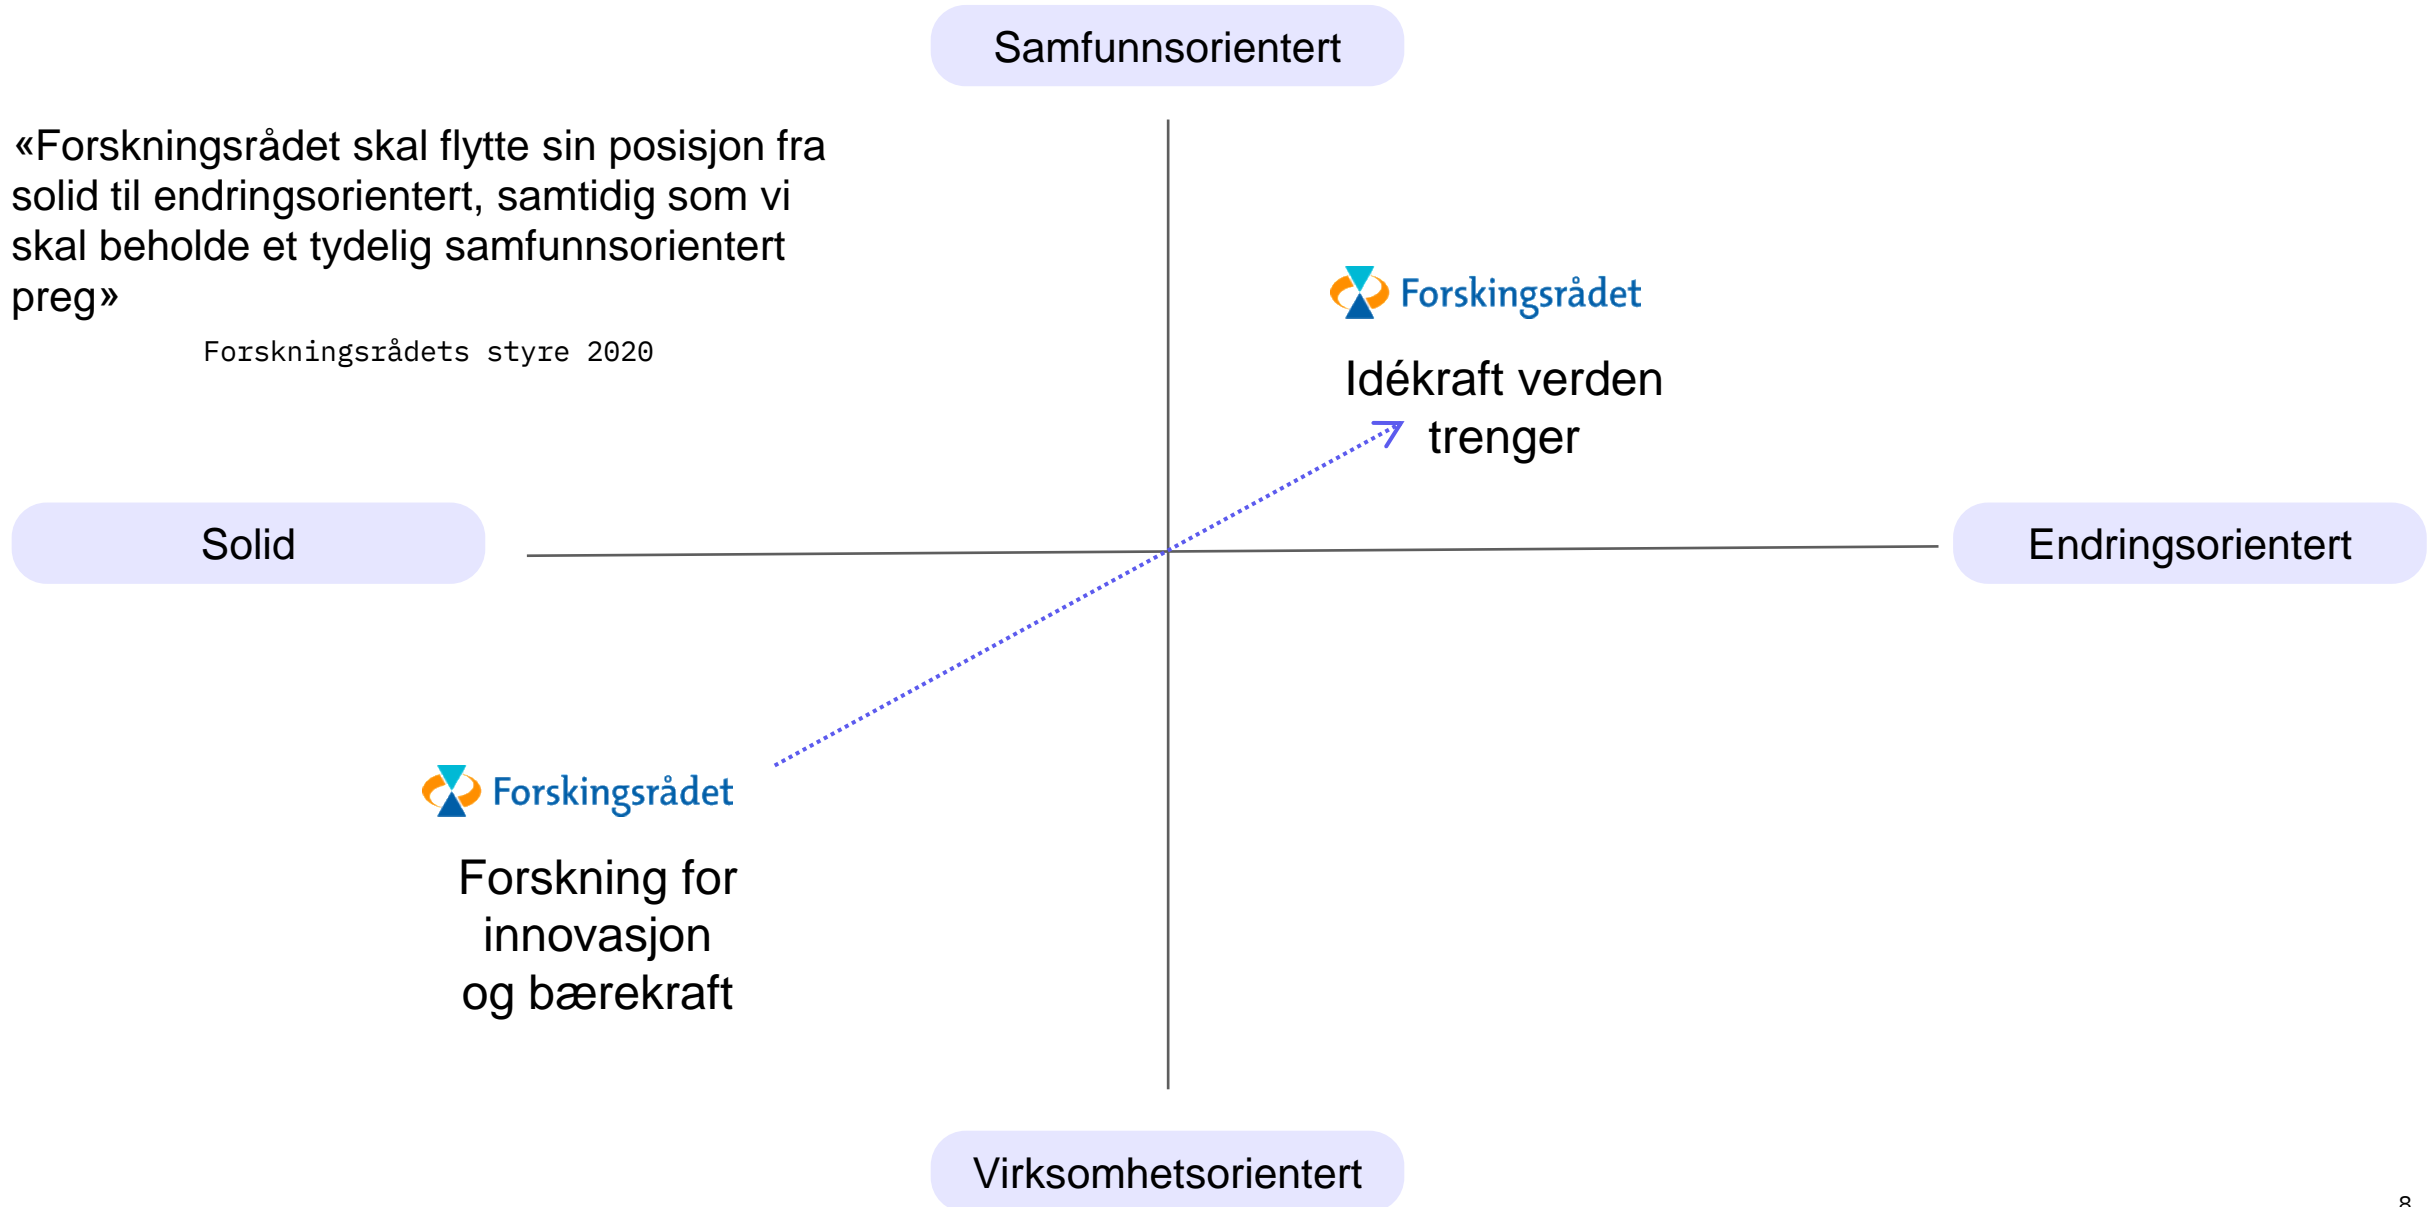 Samfunnsorientert
«Forskningsrådet skal flytte sin posisjon fra
solid til endringsorientert, samtidig som vi
skal beholde et tydelig samfunnsorientert
preg»
Forskningsrådets styre 2020
Forskingsrådet
Idékraft verden
trenger
Solid
Endringsorientert
Forskingsrådet
Forskning for
innovasjon
og bærekraft
Virksomhetsorientert
8